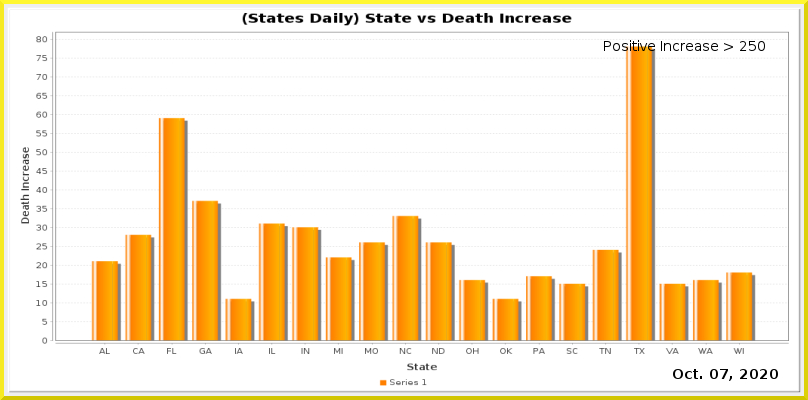 (States Daily) State vs Death Increase
Positive Increase > 250
80
75
70
65
60
55
50
45
40
35
30
25
20
15
10
5
0
Death Increase
AL CA FL GA IA IL IN MI MO NC ND OH OK PA SC TN TX VA WA WI
State
Series 1
Oct. 07, 2020